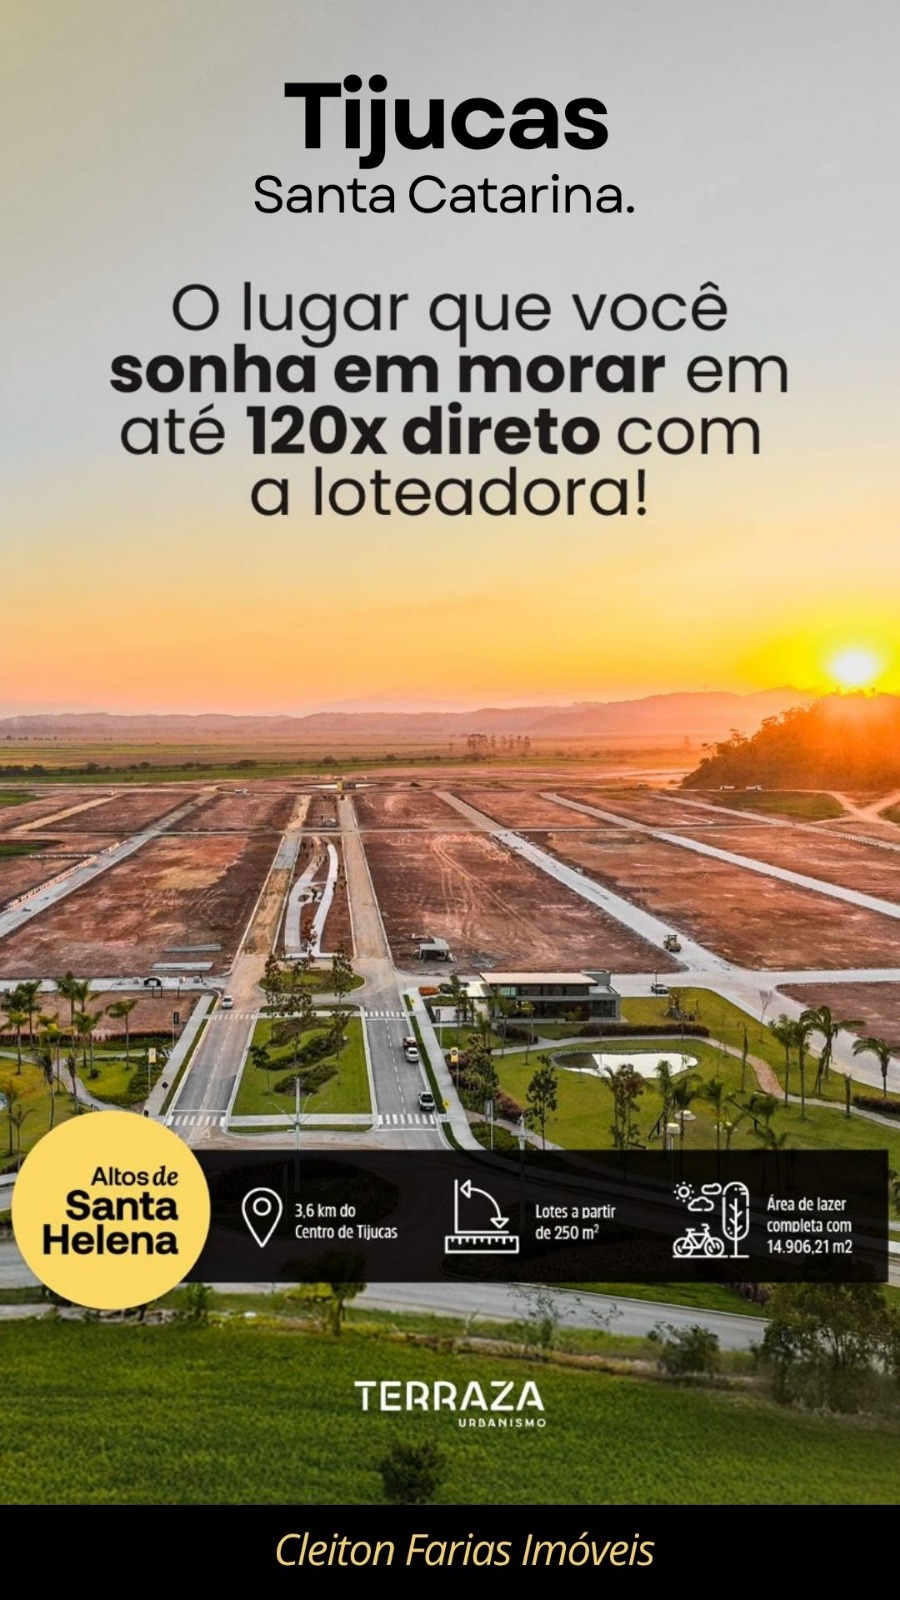 Tijucas
Santa Catarina.
O lugar que você
sonha em morar em
até 120x direto com
a loteadora!
Altos de
Santa
Helena
3,6 km do
Centro de Tijucas
Lotes a partir
de 250 m²
Área de lazer
completa com
14.906,21 m2
TERRAZA
URBANISMO
Cleiton Farias Imóveis